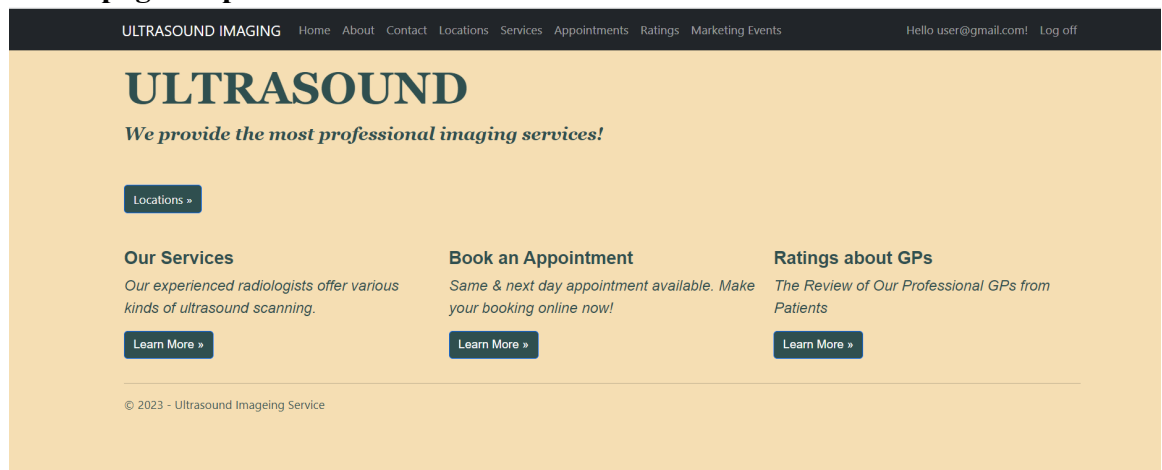 ULTRASOUND IMAGING Home About Contact Locations Services Appointments Ratings Marketing Events Hello user@gmail.com! Log off
ULTRASOUND
We provide the most professional imaging services!
Locations »
Our Services
Our experienced radiologists offer various
kinds of ultrasound scanning.
Learn More »
Book an Appointment
Same & next day appointment available. Make
your booking online now!
Learn More »
Ratings about GPs
The Review of Our Professional GPs from
Patients
Learn More »
© 2023 - Ultrasound Imageing Service